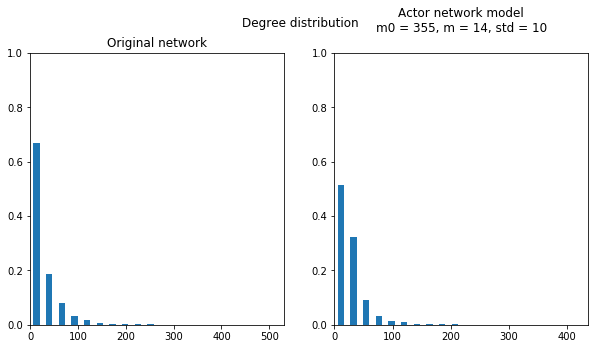 Degree distribution
Original network
1.0
0.8
0.6
0.4
0.2
0.0
0 100 200 300 400 500
Actor network model
m0 = 355, m = 14, std = 10
1.0
0.8
0.6
0.4
0.2
0.0
0 100 200 300 400